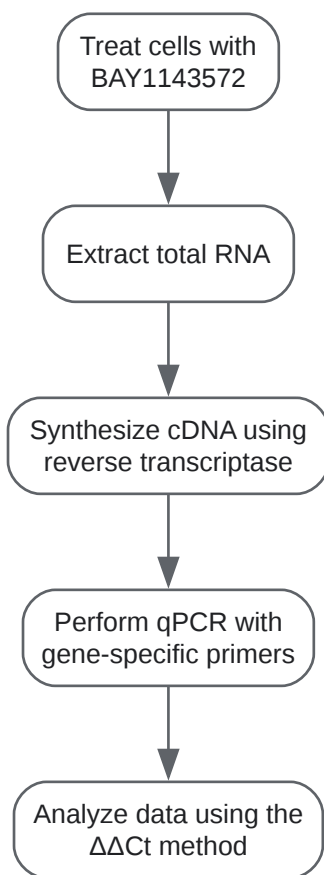 Treat cells with
BAY1143572
Extract total RNA
Synthesize cDNA using
reverse transcriptase
Perform qPCR with
gene-specific primers
Analyze data using the
ΔΔCt method